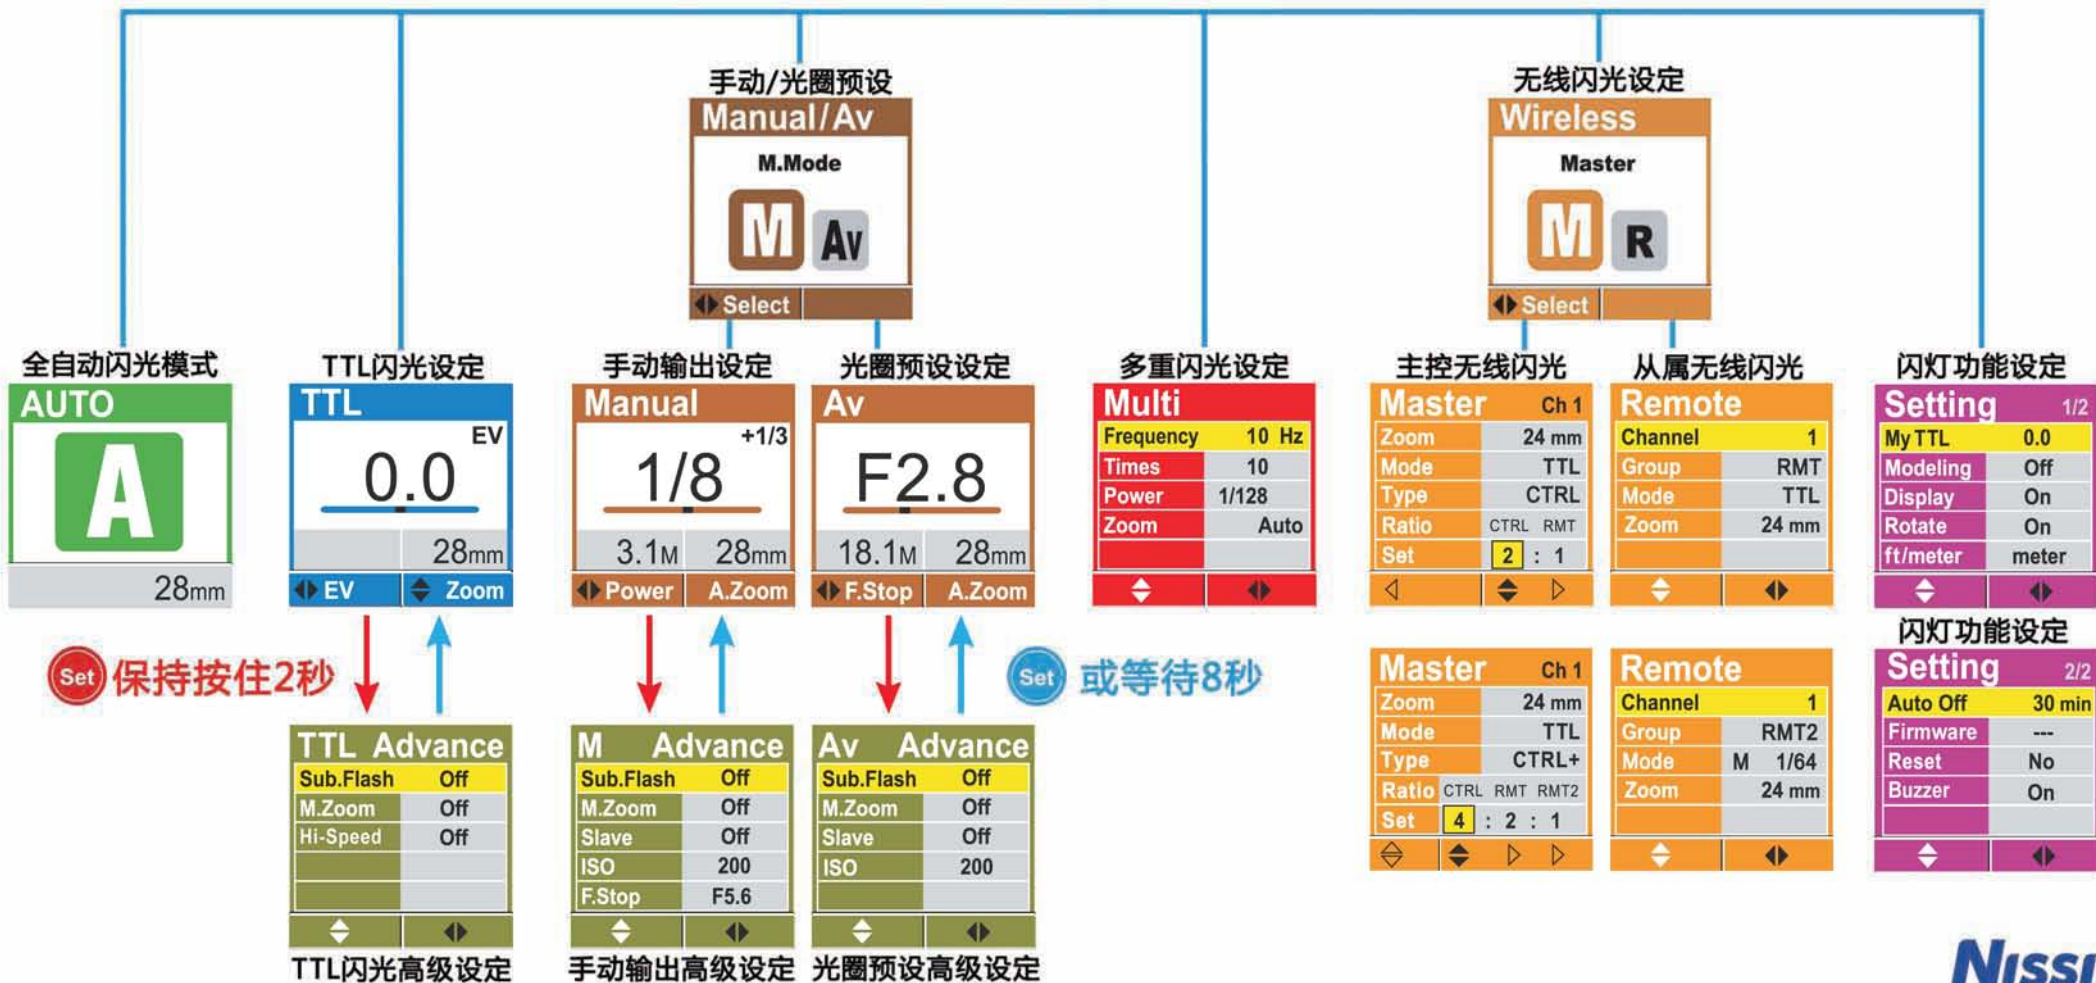 手动/光圈预设
Manual/Av
M.Mode
M Av
Select
无线闪光设定
Wireless
Master
M R
Select
全自动闪光模式
AUTO
A
28mm
TTL闪光设定
TTL
EV
0.0
28mm
EV Zoom
手动输出设定
Manual
+1/3
1/8
3.1M 28mm
Power A.Zoom
光圈预设设定
Av
F2.8
18.1M 28mm
F.Stop A.Zoom
多重闪光设定
Multi
Frequency 10 Hz
Times 10
Power 1/128
Zoom Auto
主控无线闪光
Master Ch 1
Zoom 24 mm
Mode TTL
Type CTRL
Ratio CTRL RMT
Set 2 : 1
从属无线闪光
Remote
Channel 1
Group RMT
Mode TTL
Zoom 24 mm
闪灯功能设定
Setting 1/2
My TTL 0.0
Modeling Off
Display On
Rotate On
ft/meter meter
Set 保持按住2秒
Set 或等待8秒
TTL Advance
Sub.Flash Off
M.Zoom Off
Hi-Speed Off
TTL闪光高级设定
M Advance
Sub.Flash Off
M.Zoom Off
Slave Off
ISO 200
F.Stop F5.6
手动输出高级设定
Av Advance
Sub.Flash Off
M.Zoom Off
Slave Off
ISO 200
光圈预设高级设定
Master Ch 1
Zoom 24 mm
Mode TTL
Type CTRL+
Ratio CTRL RMT RMT2
Set 4 : 2 : 1
Remote
Channel 1
Group RMT2
Mode M 1/64
Zoom 24 mm
闪灯功能设定
Setting 2/2
Auto Off 30 min
Firmware ---
Reset No
Buzzer On
NISSI